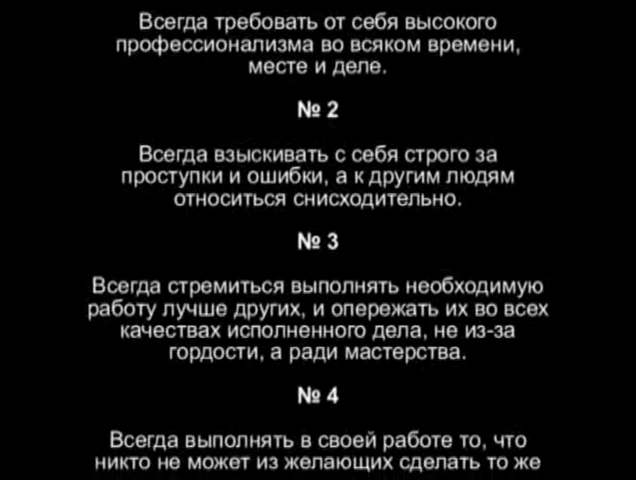 Всегда требовать от себя высокого
профессионализма во всяком времени,
месте и деле.
№ 2
Всегда взыскивать с себя строго за
проступки и ошибки, а к другим людям
относиться снисходительно.
№ 3
Всегда стремиться выполнять необходимую
работу лучше других, и опережать их во всех
качествах исполненного дела, не из-за
гордости, а ради мастерства.
№ 4
Всегда выполнять в своей работе то, что
никто не может из желающих сделать то же